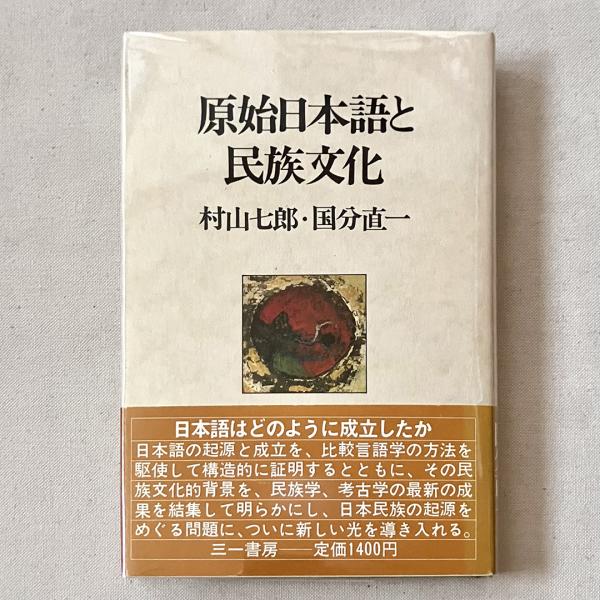 原始日本語と
民族文化
村山七郎・国分直一
日本語はどのように成立したか
日本語の起源と成立を、比較言語学の方法を
駆使して構造的に証明するとともに、その民
族文化的背景を、民族学、考古学の最新の成
果を結集して明らかにし、日本民族の起源を
めぐる問題に、ついに新しい光を導き入れる。
三一書房――定価1400円